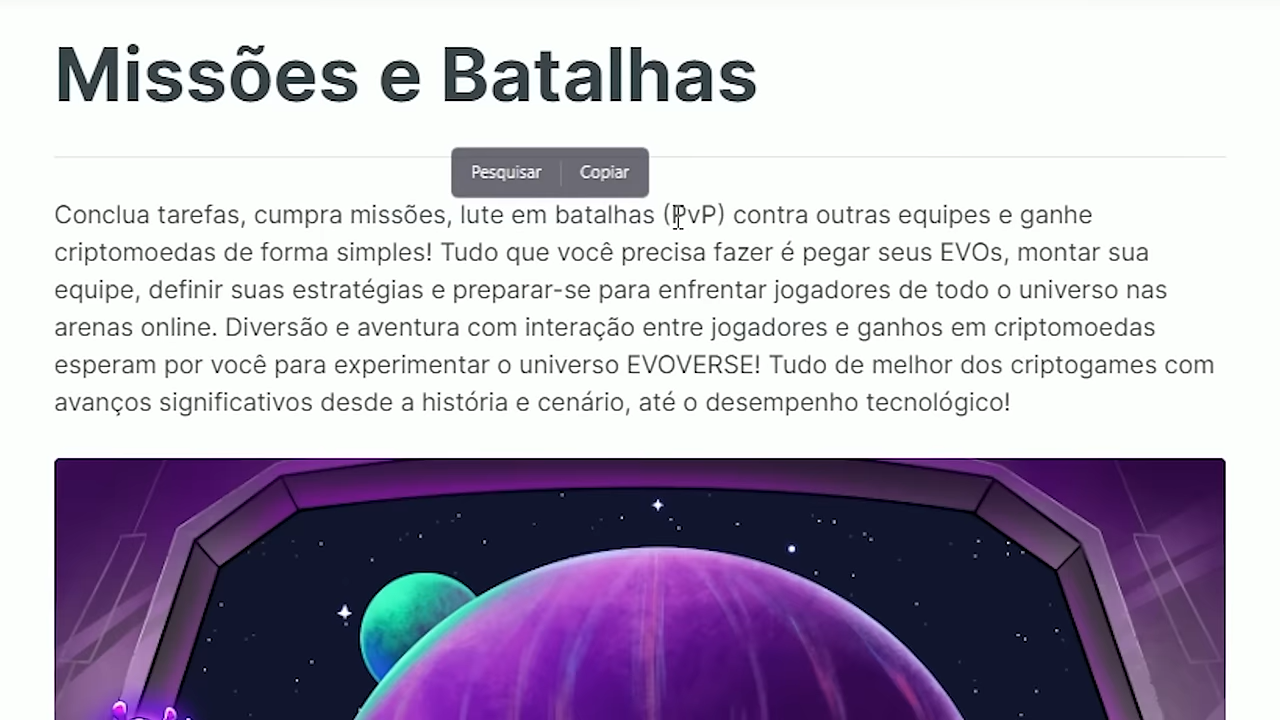 Missões e Batalhas
Pesquisar Copiar
Conclua tarefas, cumpra missões, lute em batalhas (PvP) contra outras equipes e ganhe
criptomoedas de forma simples! Tudo que você precisa fazer é pegar seus EVOs, montar sua
equipe, definir suas estratégias e preparar-se para enfrentar jogadores de todo o universo nas
arenas online. Diversão e aventura com interação entre jogadores e ganhos em criptomoedas
esperam por você para experimentar o universo EVOVERSE! Tudo de melhor dos criptogames com
avanços significativos desde a história e cenário, até o desempenho tecnológico!